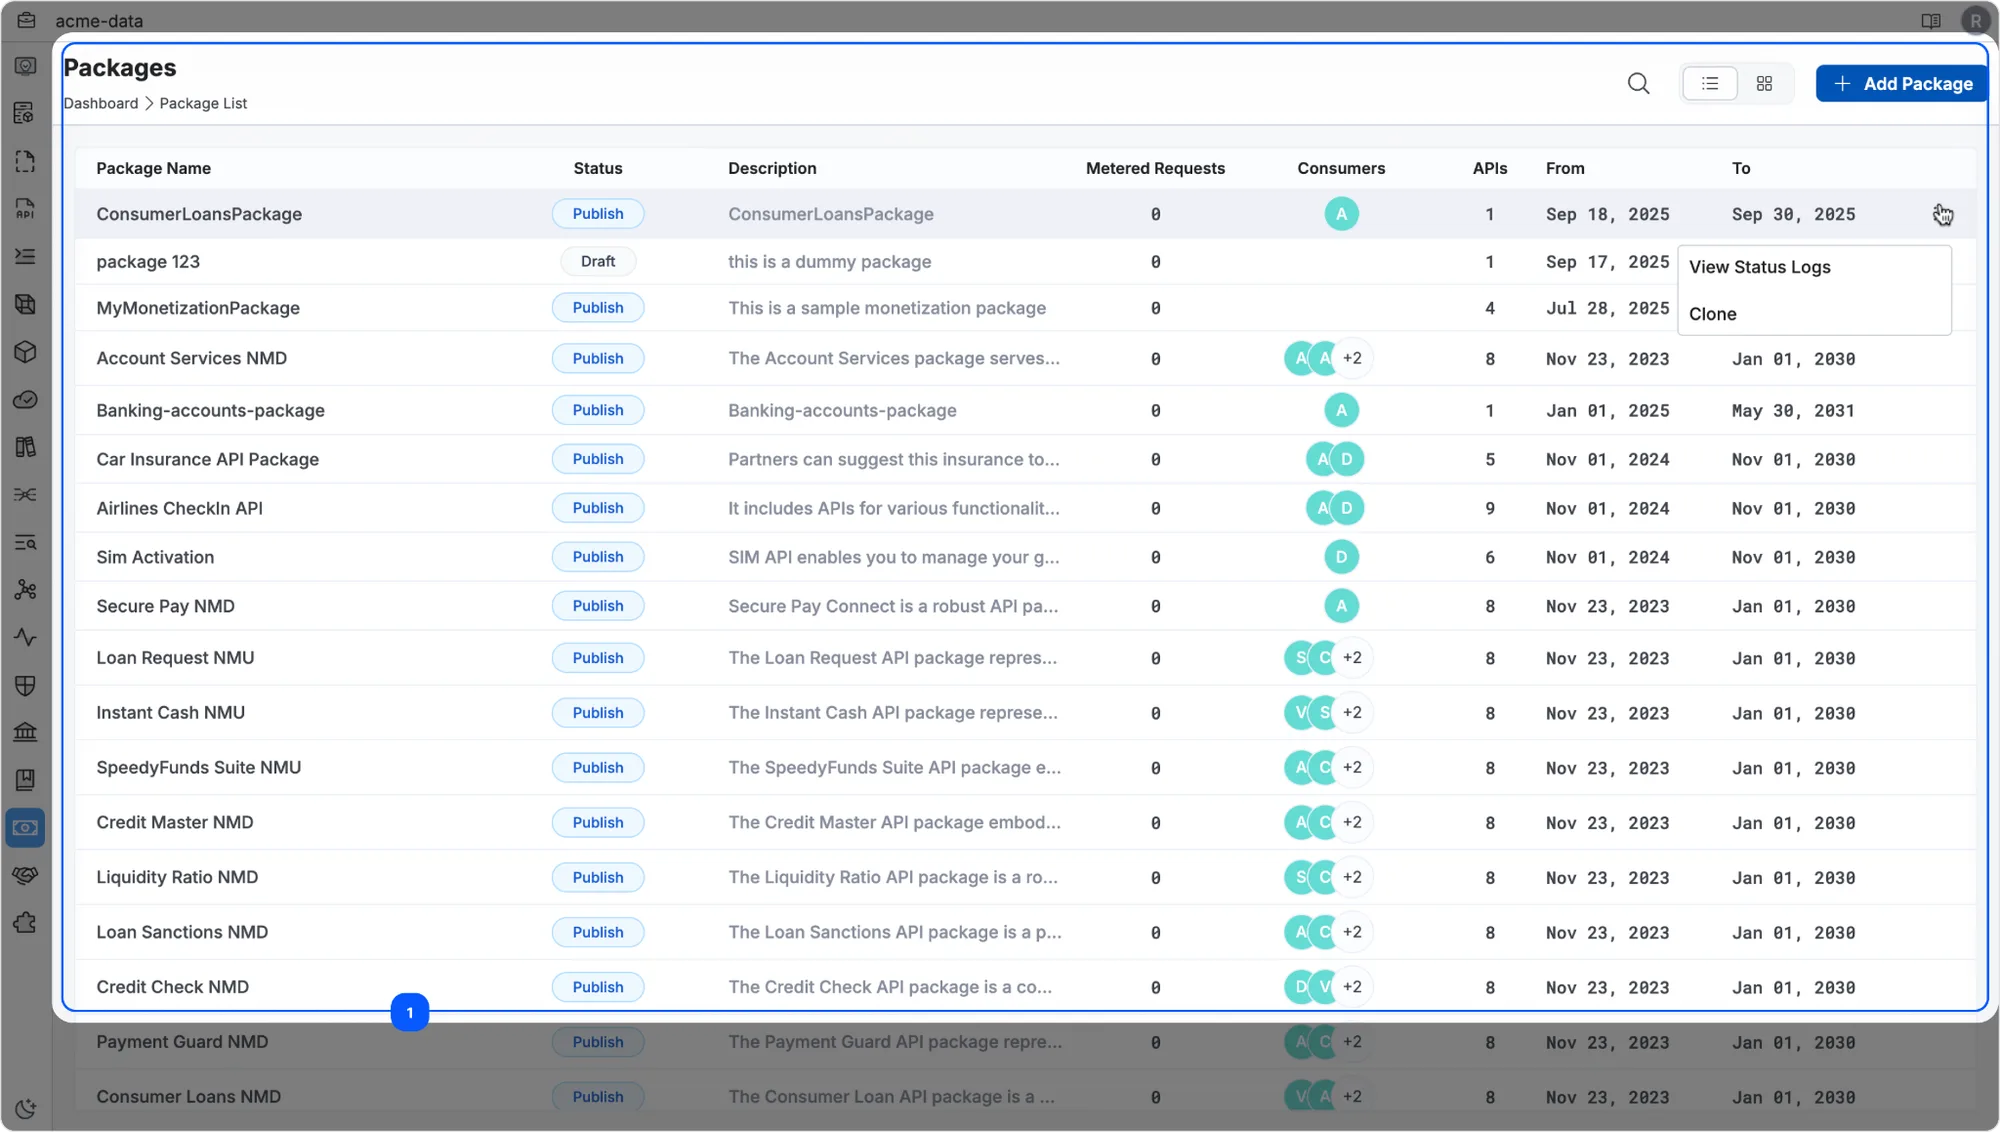 acme-data R
Packages
Dashboard Package List
Add Package
Package Name Status Description Metered Requests Consumers APIs From To
ConsumerLoansPackage Publish ConsumerLoansPackage 0 A 1 Sep 18, 2025 Sep 30, 2025
package 123 Draft this is a dummy package 0 1 Sep 17, 2025
View Status Logs
MyMonetizationPackage Publish This is a sample monetization package 0 4 Jul 28, 2025
Clone
Account Services NMD Publish The Account Services package serves... 0 A A +2 8 Nov 23, 2023 Jan 01, 2030
Banking-accounts-package Publish Banking-accounts-package 0 A 1 Jan 01, 2025 May 30, 2031
Car Insurance API Package Publish Partners can suggest this insurance to... 0 A D 5 Nov 01, 2024 Nov 01, 2030
Airlines CheckIn API Publish It includes APIs for various functionalit... 0 A D 9 Nov 01, 2024 Nov 01, 2030
Sim Activation Publish SIM API enables you to manage your g... 0 D 6 Nov 01, 2024 Nov 01, 2030
Secure Pay NMD Publish Secure Pay Connect is a robust API pa... 0 A 8 Nov 23, 2023 Jan 01, 2030
Loan Request NMU Publish The Loan Request API package repres... 0 S C +2 8 Nov 23, 2023 Jan 01, 2030
Instant Cash NMU Publish The Instant Cash API package represe... 0 V S +2 8 Nov 23, 2023 Jan 01, 2030
SpeedyFunds Suite NMU Publish The SpeedyFunds Suite API package e... 0 A C +2 8 Nov 23, 2023 Jan 01, 2030
Credit Master NMD Publish The Credit Master API package embod... 0 A C +2 8 Nov 23, 2023 Jan 01, 2030
Liquidity Ratio NMD Publish The Liquidity Ratio API package is a ro... 0 S C +2 8 Nov 23, 2023 Jan 01, 2030
Loan Sanctions NMD Publish The Loan Sanctions API package is a p... 0 A C +2 8 Nov 23, 2023 Jan 01, 2030
Credit Check NMD Publish The Credit Check API package is a co... 0 D V +2 8 Nov 23, 2023 Jan 01, 2030
1
Payment Guard NMD Publish The Payment Guard API package repre... 0 A C +2 8 Nov 23, 2023 Jan 01, 2030
Consumer Loans NMD Publish The Consumer Loan API package is a ... 0 V A +2 8 Nov 23, 2023 Jan 01, 2030
API